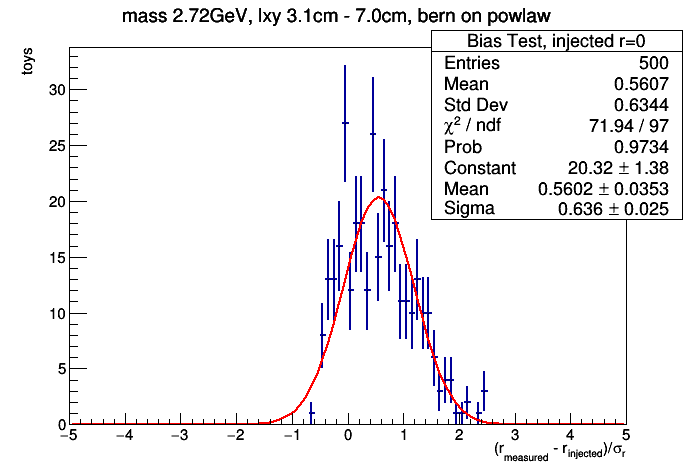 mass 2.72GeV, lxy 3.1cm - 7.0cm, bern on powlaw
Bias Test, injected r=0
Entries 500
Mean 0.5607
Std Dev 0.6344
χ² / ndf 71.94 / 97
Prob 0.9734
Constant 20.32 ± 1.38
Mean 0.5602 ± 0.0353
Sigma 0.636 ± 0.025
toys
30
25
20
15
10
5
0
−5 −4 −3 −2 −1 0 1 2 3 4 5
(r_measured - r_injected)/σ_r